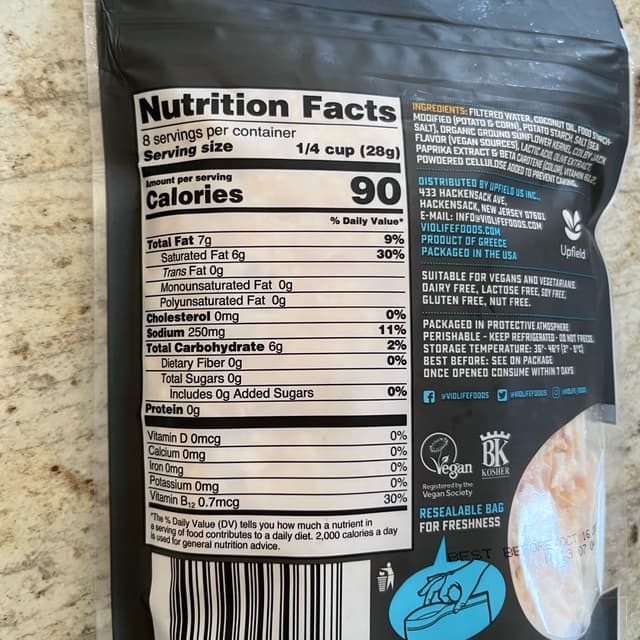 Nutrition Facts
8 servings per container
Serving size 1/4 cup (28g)
Amount per serving
Calories 90
% Daily Value*
Total Fat 7g 9%
Saturated Fat 6g 30%
Trans Fat 0g
Monounsaturated Fat 0g
Polyunsaturated Fat 0g
Cholesterol 0mg 0%
Sodium 250mg 11%
Total Carbohydrate 6g 2%
Dietary Fiber 0g 0%
Total Sugars 0g
Includes 0g Added Sugars 0%
Protein 0g
Vitamin D 0mcg 0%
Calcium 0mg 0%
Iron 0mg 0%
Potassium 0mg 0%
Vitamin B12 0.7mcg 30%
*The % Daily Value (DV) tells you how much a nutrient in
a serving of food contributes to a daily diet. 2,000 calories a day
is used for general nutrition advice.
INGREDIENTS: FILTERED WATER, COCONUT OIL, FOOD STARCH-
MODIFIED (POTATO & CORN), POTATO STARCH, SALT (SEA
SALT), ORGANIC GROUND SUNFLOWER KERNEL, COLBY JACK
FLAVOR (VEGAN SOURCES), LACTIC ACID, OLIVE EXTRACT,
PAPRIKA EXTRACT & BETA CAROTENE (COLOR), VITAMIN B12.
POWDERED CELLULOSE ADDED TO PREVENT CAKING.
DISTRIBUTED BY UPFIELD US INC.,
433 HACKENSACK AVE,
HACKENSACK, NEW JERSEY 07601
E-MAIL: INFO@VIOLIFEFOODS.COM
VIOLIFEFOODS.COM
PRODUCT OF GREECE
PACKAGED IN THE USA
Upfield
SUITABLE FOR VEGANS AND VEGETARIANS.
DAIRY FREE, LACTOSE FREE, SOY FREE,
GLUTEN FREE, NUT FREE.
PACKAGED IN PROTECTIVE ATMOSPHERE
PERISHABLE - KEEP REFRIGERATED - DO NOT FREEZE.
STORAGE TEMPERATURE: 36°- 46°F (2° - 8°C)
BEST BEFORE: SEE ON PACKAGE
ONCE OPENED CONSUME WITHIN 7 DAYS
@VIOLIFEFOODS @VIOLIFEFOODS @VIOLIFE_FOODS
Vegan
Registered by the
Vegan Society
BK
KOSHER
RESEALABLE BAG
FOR FRESHNESS
BEST BEFORE OCT 16